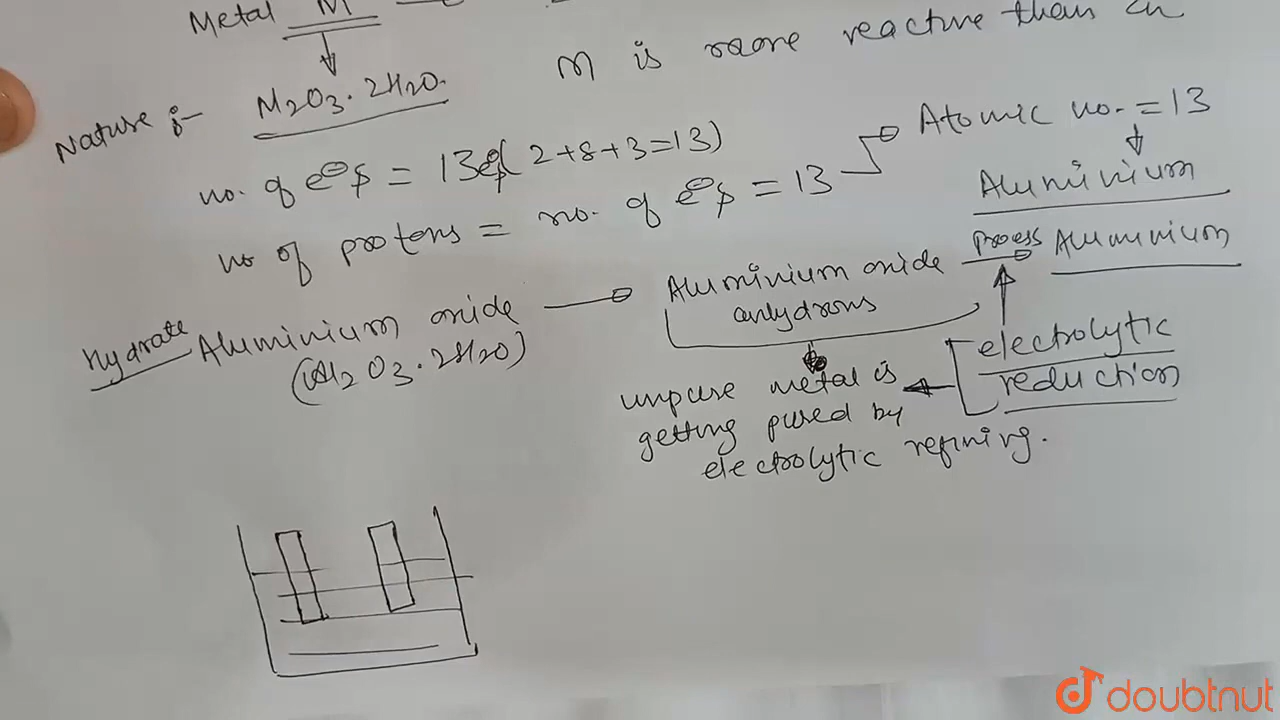 Metal M
M is more reactive than
Nature :- M2O3.2H2O.
no. of e⊖s = 13 (2+8+3=13)
no of protons = no. of e⊖s = 13 → Atomic no. = 13
Aluminium
hydrate Aluminium oxide → Aluminium oxide process → Aluminium
(Al2O3.2H2O)
anhydrous
electrolytic
reduction
unpure metal is
getting pured by
electrolytic refining.
doubtnut